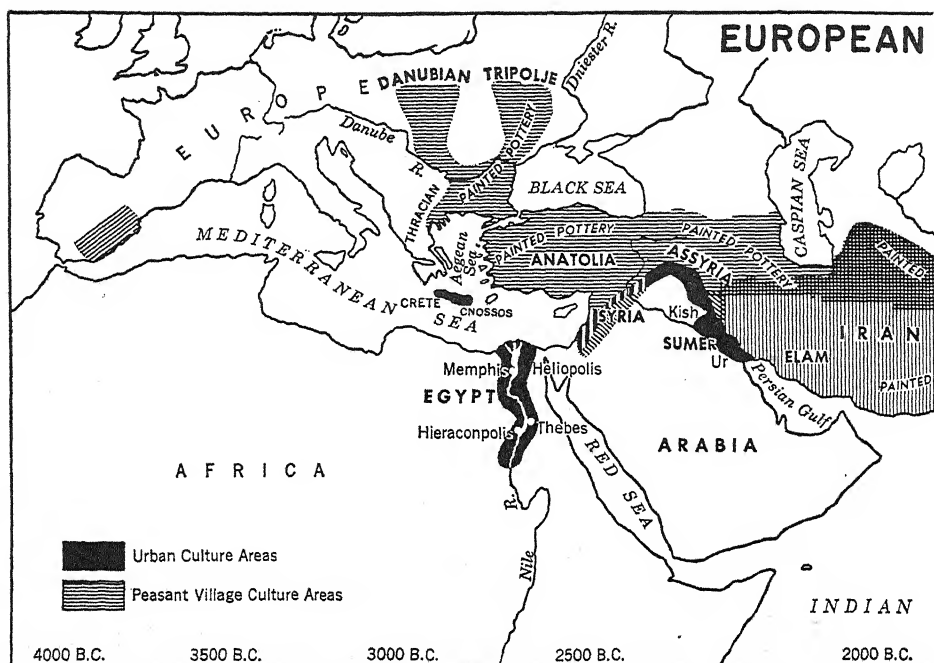 EUROPEAN
EUROPE
DANUBIAN TRIPOLJE
Dniester R.
Danube R.
PAINTED-POTTERY
THRACIAN
BLACK SEA
CASPIAN SEA
MEDITERRANEAN SEA
Aegean Sea
PAINTED-POTTERY
PAINTED-POTTERY
ANATOLIA
ASSYRIA
PAINTED
CRETE
CNOSSOS
SYRIA
Kish
IRAN
SUMER
Ur
ELAM
PAINTED
Memphis
Heliopolis
EGYPT
Persian Gulf
Hieraconpolis
Thebes
ARABIA
RED SEA
AFRICA
Nile R.
Urban Culture Areas
Peasant Village Culture Areas
INDIAN
4000 B.C. 3500 B.C. 3000 B.C. 2500 B.C. 2000 B.C.